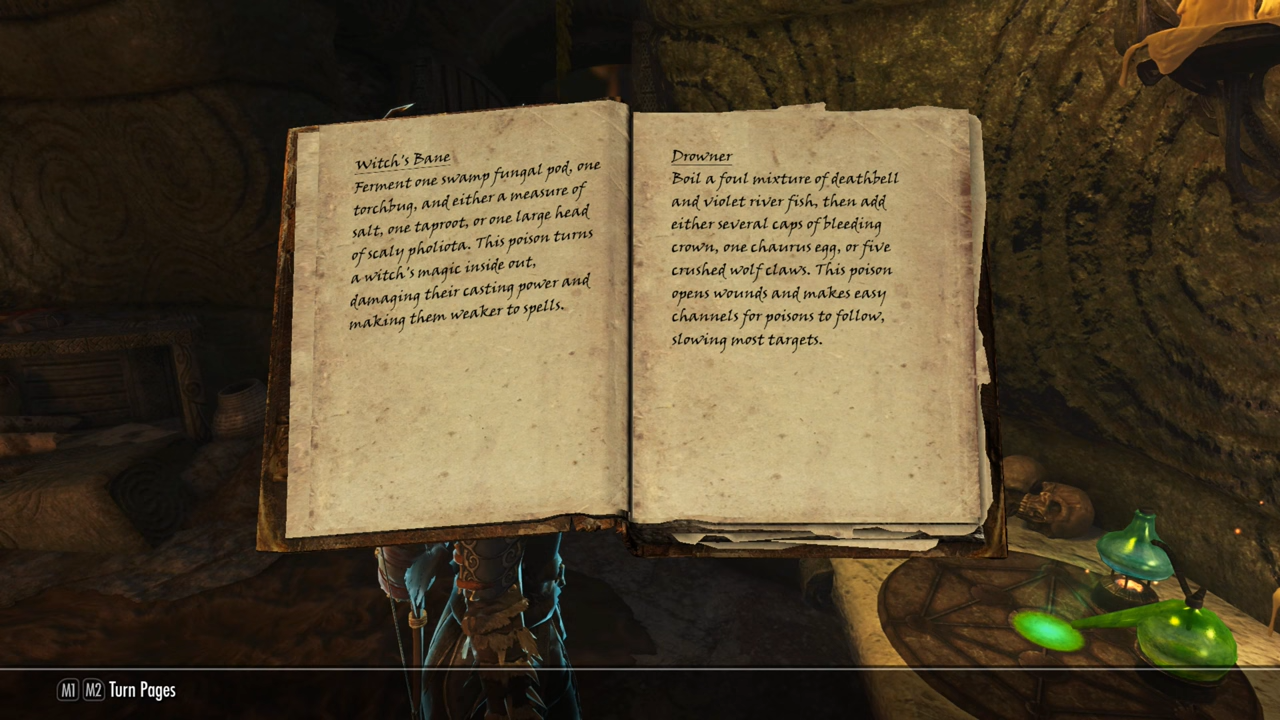 Witch's Bane
Ferment one swamp fungal pod, one
torchbug, and either a measure of
salt, one taproot, or one large head
of scaly pholiota. This poison turns
a witch's magic inside out,
damaging their casting power and
making them weaker to spells.
Drowner
Boil a foul mixture of deathbell
and violet river fish, then add
either several caps of bleeding
crown, one chaurus egg, or five
crushed wolf claws. This poison
opens wounds and makes easy
channels for poisons to follow,
slowing most targets.
M1 M2 Turn Pages